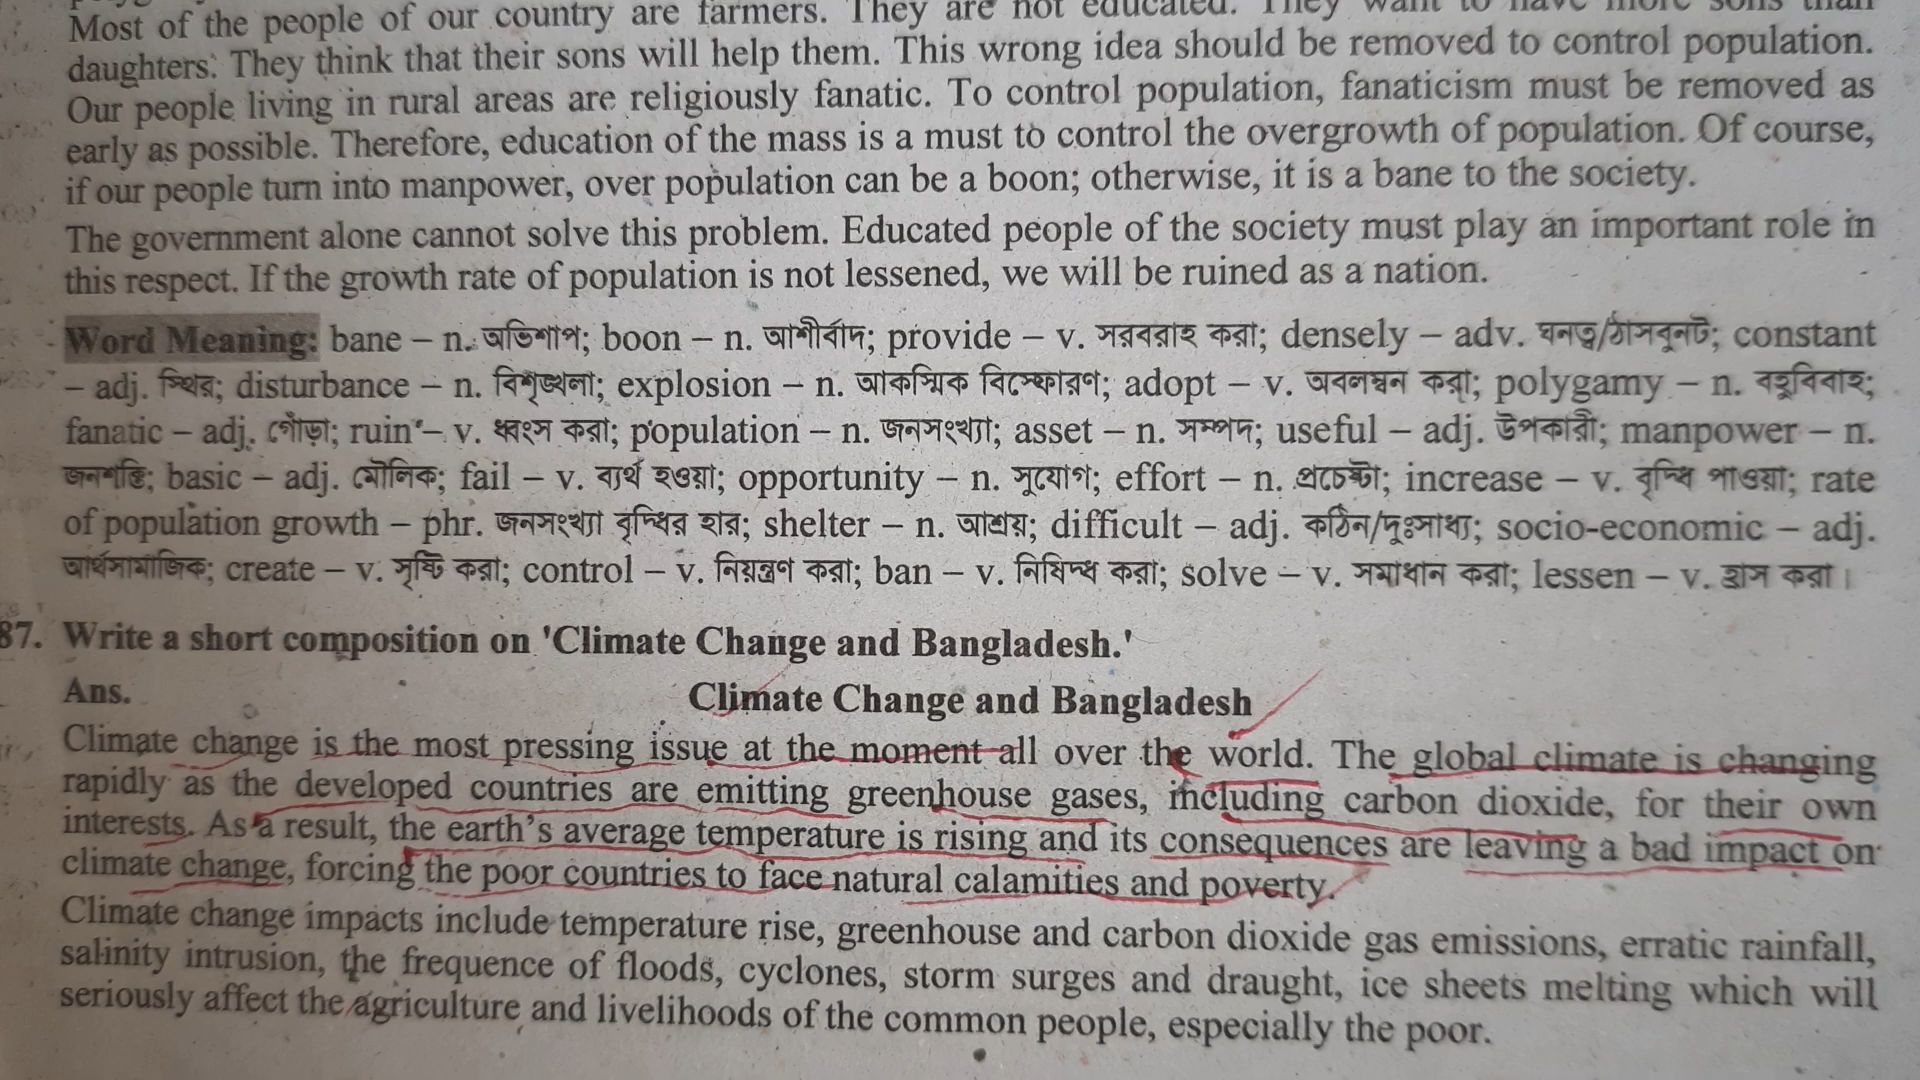 Most of the people of our country are farmers. They are not educated. They want to have more sons than
daughters. They think that their sons will help them. This wrong idea should be removed to control population.
Our people living in rural areas are religiously fanatic. To control population, fanaticism must be removed as
early as possible. Therefore, education of the mass is a must to control the overgrowth of population. Of course,
if our people turn into manpower, over population can be a boon; otherwise, it is a bane to the society.
The government alone cannot solve this problem. Educated people of the society must play an important role in
this respect. If the growth rate of population is not lessened, we will be ruined as a nation.
Word Meaning: bane – n. অভিশাপ; boon – n. আশীর্বাদ; provide – v. সরবরাহ করা; densely – adv. ঘনত্ব/ঠাসবুনট; constant
– adj. স্থির; disturbance – n. বিশৃঙ্খলা; explosion – n. আকস্মিক বিস্ফোরণ; adopt – v. অবলম্বন করা; polygamy – n. বহুবিবাহ;
fanatic – adj. গোঁড়া; ruin – v. ধ্বংস করা; population – n. জনসংখ্যা; asset – n. সম্পদ; useful – adj. উপকারী; manpower – n.
জনশক্তি; basic – adj. মৌলিক; fail – v. ব্যর্থ হওয়া; opportunity – n. সুযোগ; effort – n. প্রচেষ্টা; increase – v. বৃদ্ধি পাওয়া; rate
of population growth – phr. জনসংখ্যা বৃদ্ধির হার; shelter – n. আশ্রয়; difficult – adj. কঠিন/দুঃসাধ্য; socio-economic – adj.
আর্থসামাজিক; create – v. সৃষ্টি করা; control – v. নিয়ন্ত্রণ করা; ban – v. নিষিদ্ধ করা; solve – v. সমাধান করা; lessen – v. হ্রাস করা।
87. Write a short composition on 'Climate Change and Bangladesh.'
Ans.
Climate Change and Bangladesh
Climate change is the most pressing issue at the moment all over the world. The global climate is changing
rapidly as the developed countries are emitting greenhouse gases, including carbon dioxide, for their own
interests. As a result, the earth's average temperature is rising and its consequences are leaving a bad impact on
climate change, forcing the poor countries to face natural calamities and poverty.
Climate change impacts include temperature rise, greenhouse and carbon dioxide gas emissions, erratic rainfall,
salinity intrusion, the frequence of floods, cyclones, storm surges and draught, ice sheets melting which will
seriously affect the agriculture and livelihoods of the common people, especially the poor.